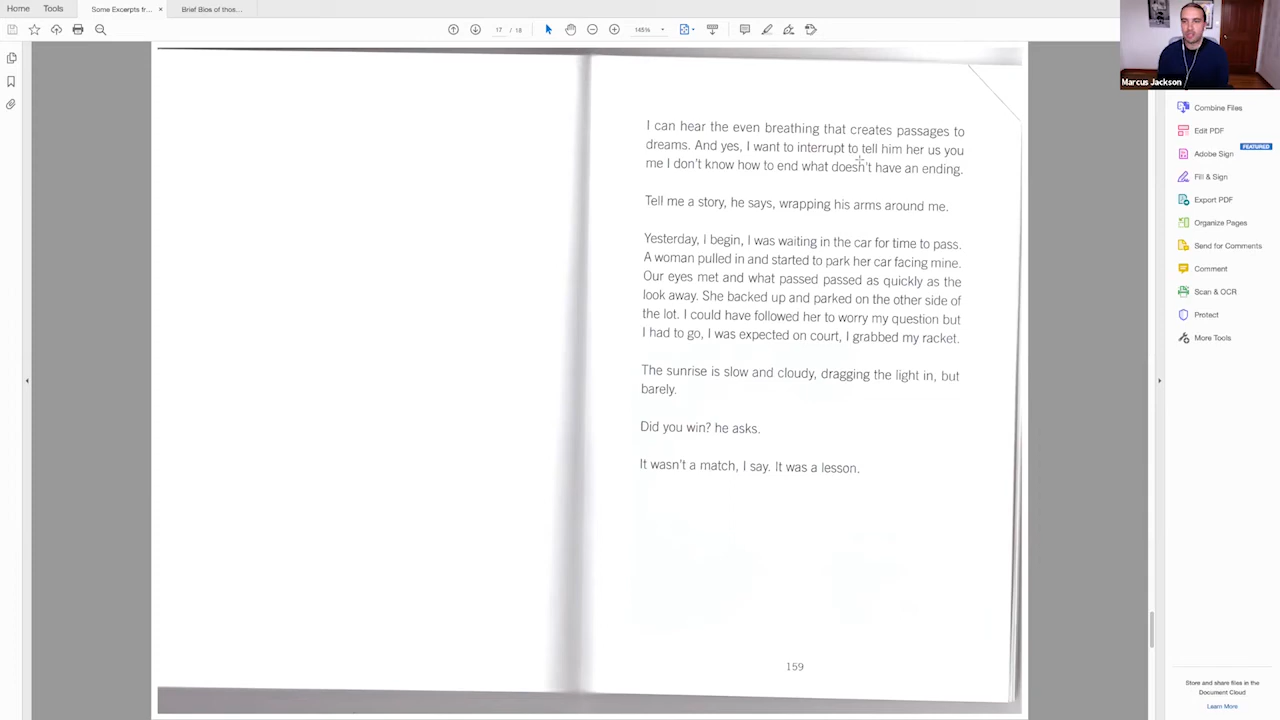 Home
Tools
Some Excerpts fr...
×
Brief Bios of thos...
17 / 18
145%
Marcus Jackson
I can hear the even breathing that creates passages to
dreams. And yes, I want to interrupt to tell him her us you
me I don't know how to end what doesn't have an ending.
Tell me a story, he says, wrapping his arms around me.
Yesterday, I begin, I was waiting in the car for time to pass.
A woman pulled in and started to park her car facing mine.
Our eyes met and what passed passed as quickly as the
look away. She backed up and parked on the other side of
the lot. I could have followed her to worry my question but
I had to go, I was expected on court, I grabbed my racket.
The sunrise is slow and cloudy, dragging the light in, but
barely.
Did you win? he asks.
It wasn't a match, I say. It was a lesson.
159
Combine Files
Edit PDF
Adobe Sign
FEATURED
Fill & Sign
Export PDF
Organize Pages
Send for Comments
Comment
Scan & OCR
Protect
More Tools
Store and share files in the
Document Cloud
Learn More